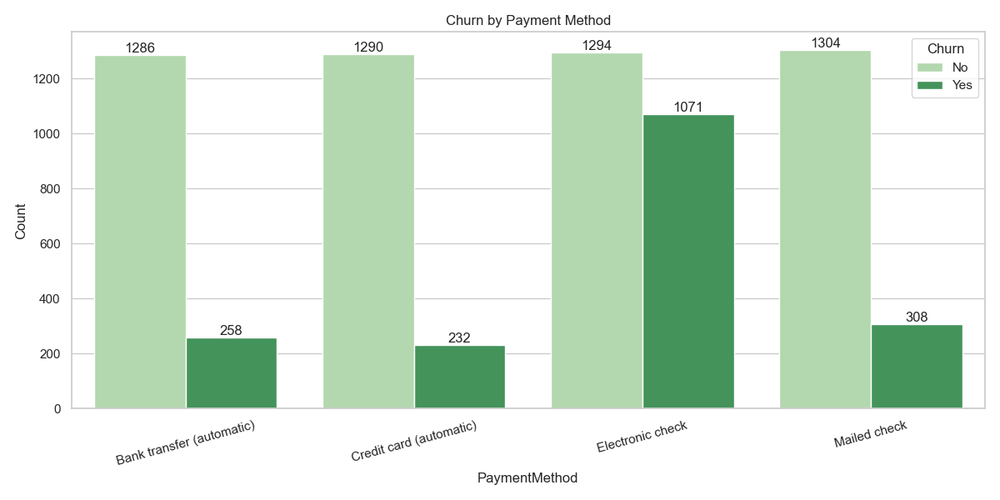 Churn by Payment Method
Churn
No
Yes
Count
0
200
400
600
800
1000
1200
1286
258
1290
232
1294
1071
1304
308
Bank transfer (automatic)
Credit card (automatic)
Electronic check
Mailed check
PaymentMethod